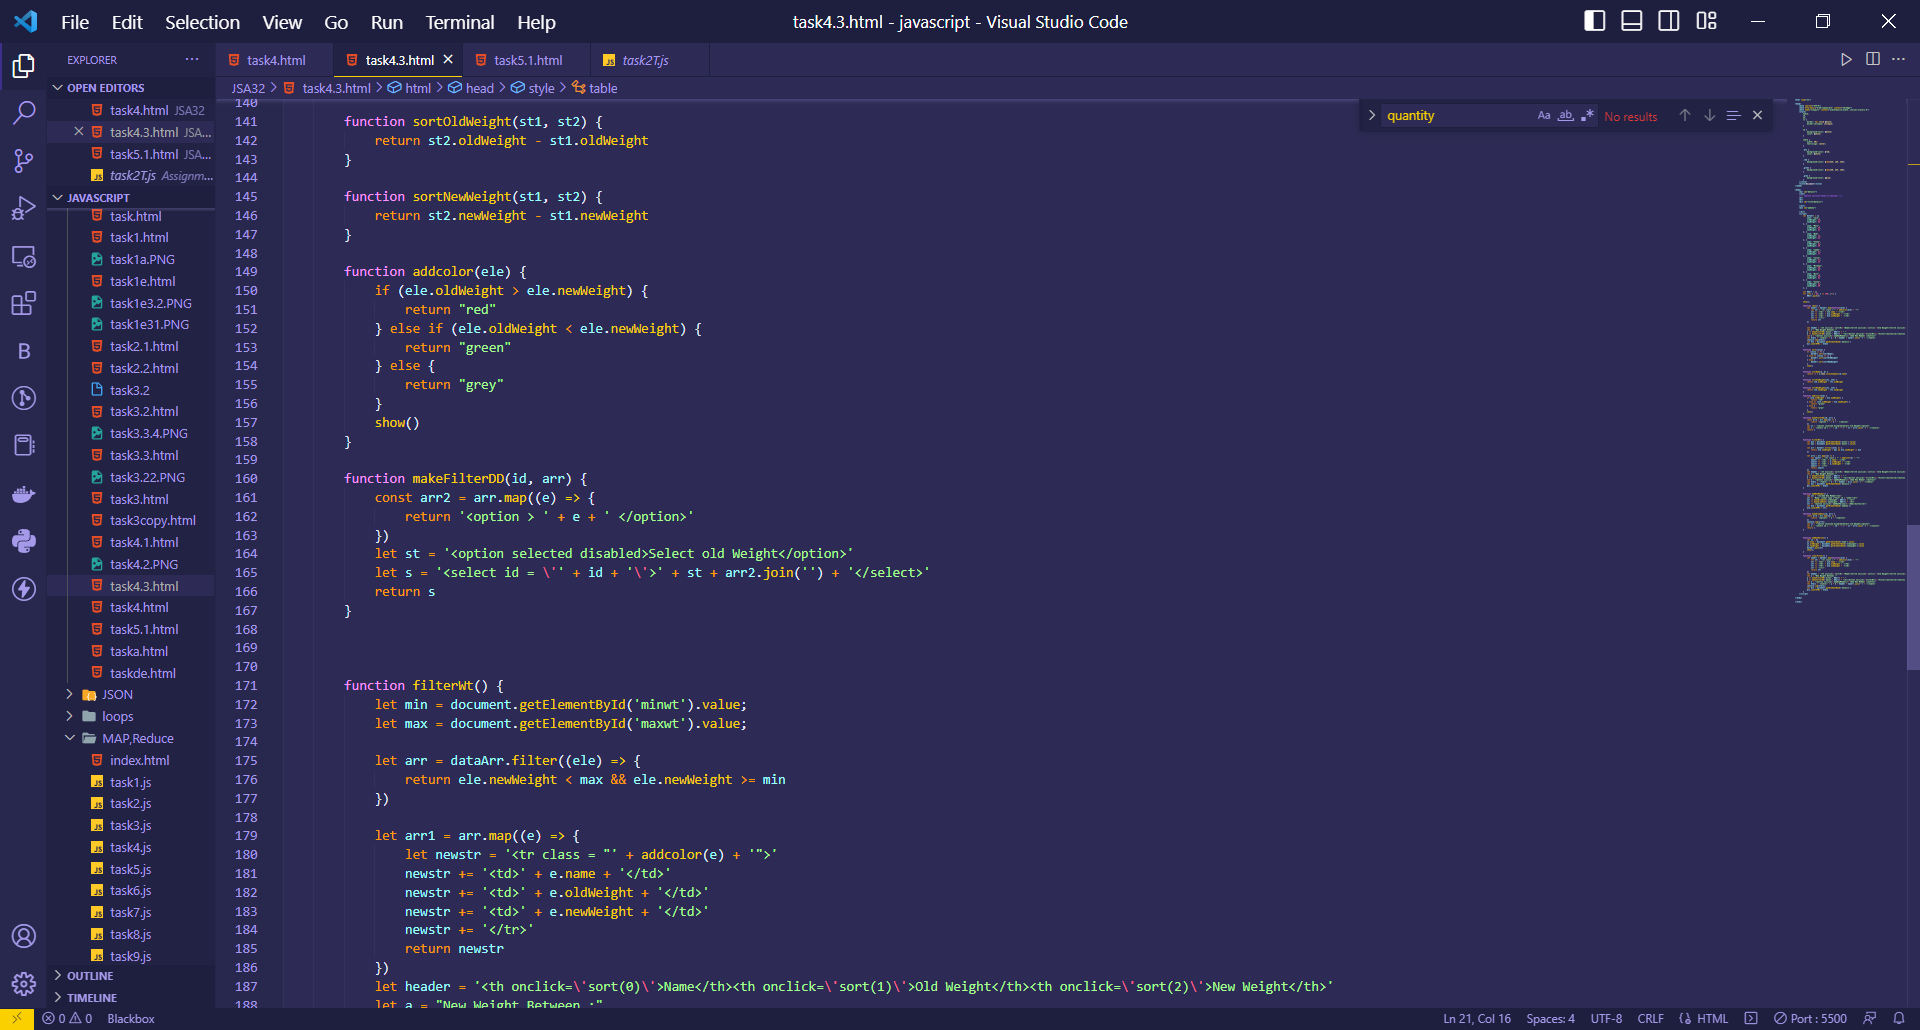 File Edit Selection View Go Run Terminal Help
task4.3.html - javascript - Visual Studio Code
EXPLORER
OPEN EDITORS
task4.html JSA32
task4.3.html JSA...
task5.1.html JSA...
task2T.js Assignm...
JAVASCRIPT
task.html
task1.html
task1a.PNG
task1e.html
task1e3.2.PNG
task1e31.PNG
task2.1.html
task2.2.html
task3.2
task3.2.html
task3.3.4.PNG
task3.3.html
task3.22.PNG
task3.html
task3copy.html
task4.1.html
task4.2.PNG
task4.3.html
task4.html
task5.1.html
taska.html
taskde.html
JSON
loops
MAP,Reduce
index.html
task1.js
task2.js
task3.js
task4.js
task5.js
task6.js
task7.js
task8.js
task9.js
OUTLINE
TIMELINE
task4.html task4.3.html task5.1.html task2T.js
JSA32 > task4.3.html > html > head > style > table
quantity Aa ab .* No results
140
141 function sortOldWeight(st1, st2) {
142 return st2.oldWeight - st1.oldWeight
143 }
144
145 function sortNewWeight(st1, st2) {
146 return st2.newWeight - st1.newWeight
147 }
148
149 function addcolor(ele) {
150 if (ele.oldWeight > ele.newWeight) {
151 return "red"
152 } else if (ele.oldWeight < ele.newWeight) {
153 return "green"
154 } else {
155 return "grey"
156 }
157 show()
158 }
159
160 function makeFilterDD(id, arr) {
161 const arr2 = arr.map((e) => {
162 return '<option > ' + e + ' </option>'
163 })
164 let st = '<option selected disabled>Select old Weight</option>'
165 let s = '<select id = \'' + id + '\'>' + st + arr2.join('') + '</select>'
166 return s
167 }
168
169
170
171 function filterWt() {
172 let min = document.getElementById('minwt').value;
173 let max = document.getElementById('maxwt').value;
174
175 let arr = dataArr.filter((ele) => {
176 return ele.newWeight < max && ele.newWeight >= min
177 })
178
179 let arr1 = arr.map((e) => {
180 let newstr = '<tr class = "' + addcolor(e) + '">'
181 newstr += '<td>' + e.name + '</td>'
182 newstr += '<td>' + e.oldWeight + '</td>'
183 newstr += '<td>' + e.newWeight + '</td>'
184 newstr += '</tr>'
185 return newstr
186 })
187 let header = '<th onclick=\'sort(0)\'>Name</th><th onclick=\'sort(1)\'>Old Weight</th><th onclick=\'sort(2)\'>New Weight</th>'
188 let a = "New Weight Between :"
0 0 Blackbox
Ln 21, Col 16 Spaces: 4 UTF-8 CRLF HTML Port : 5500